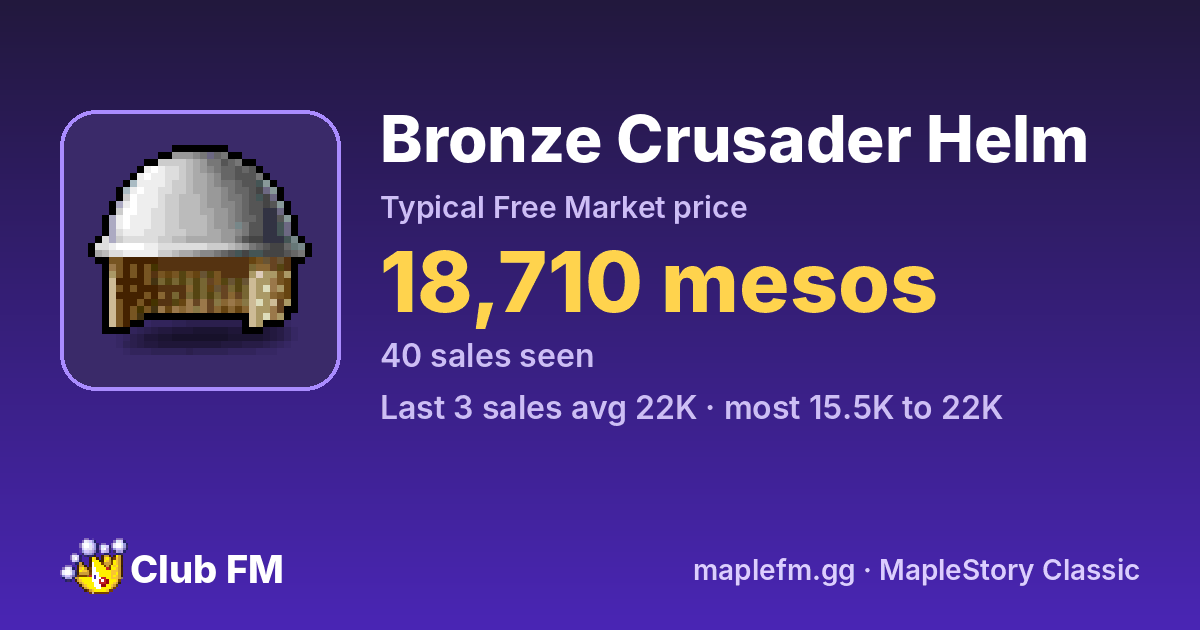 Bronze Crusader Helm
Typical Free Market price
18,710 mesos
40 sales seen
Last 3 sales avg 22K · most 15.5K to 22K
Club FM
maplefm.gg · MapleStory Classic